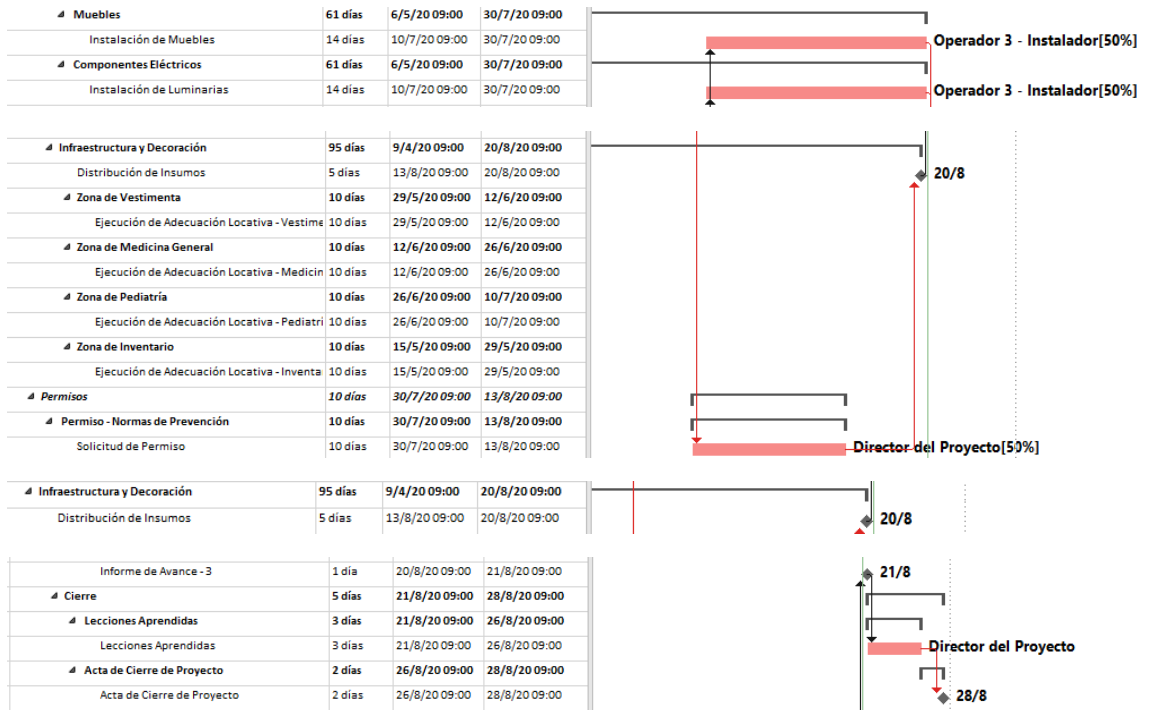 Muebles 61 días 6/5/20 09:00 30/7/20 09:00
Instalación de Muebles 14 días 10/7/20 09:00 30/7/20 09:00 Operador 3 - Instalador[50%]
Componentes Eléctricos 61 días 6/5/20 09:00 30/7/20 09:00
Instalación de Luminarias 14 días 10/7/20 09:00 30/7/20 09:00 Operador 3 - Instalador[50%]
Infraestructura y Decoración 95 días 9/4/20 09:00 20/8/20 09:00
Distribución de Insumos 5 días 13/8/20 09:00 20/8/20 09:00 20/8
Zona de Vestimenta 10 días 29/5/20 09:00 12/6/20 09:00
Ejecución de Adecuación Locativa - Vestime 10 días 29/5/20 09:00 12/6/20 09:00
Zona de Medicina General 10 días 12/6/20 09:00 26/6/20 09:00
Ejecución de Adecuación Locativa - Medicin 10 días 12/6/20 09:00 26/6/20 09:00
Zona de Pediatría 10 días 26/6/20 09:00 10/7/20 09:00
Ejecución de Adecuación Locativa - Pediatri 10 días 26/6/20 09:00 10/7/20 09:00
Zona de Inventario 10 días 15/5/20 09:00 29/5/20 09:00
Ejecución de Adecuación Locativa - Inventa 10 días 15/5/20 09:00 29/5/20 09:00
Permisos 10 días 30/7/20 09:00 13/8/20 09:00
Permiso - Normas de Prevención 10 días 30/7/20 09:00 13/8/20 09:00
Solicitud de Permiso 10 días 30/7/20 09:00 13/8/20 09:00 Director del Proyecto[50%]
Infraestructura y Decoración 95 días 9/4/20 09:00 20/8/20 09:00
Distribución de Insumos 5 días 13/8/20 09:00 20/8/20 09:00 20/8
Informe de Avance - 3 1 día 20/8/20 09:00 21/8/20 09:00 21/8
Cierre 5 días 21/8/20 09:00 28/8/20 09:00
Lecciones Aprendidas 3 días 21/8/20 09:00 26/8/20 09:00
Lecciones Aprendidas 3 días 21/8/20 09:00 26/8/20 09:00 Director del Proyecto
Acta de Cierre de Proyecto 2 días 26/8/20 09:00 28/8/20 09:00
Acta de Cierre de Proyecto 2 días 26/8/20 09:00 28/8/20 09:00 28/8